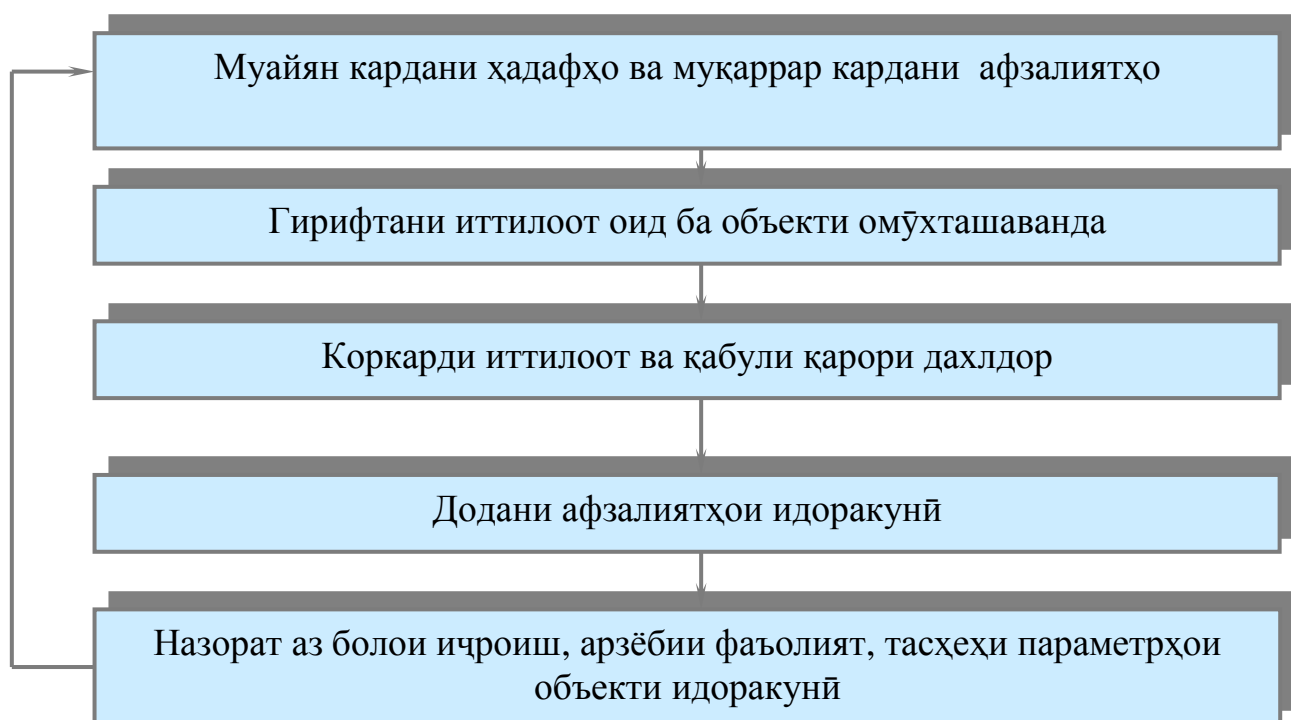 Муайян кардани ҳадафҳо ва муқаррар кардани афзалиятҳо
Гирифтани иттилоот оид ба объекти омӯхташаванда
Коркарди иттилоот ва қабули қарори дахлдор
Додани афзалиятҳои идоракунӣ
Назорат аз болои иҷроиш, арзёбии фаъолият, тасҳеҳи параметрҳои
объекти идоракунӣ